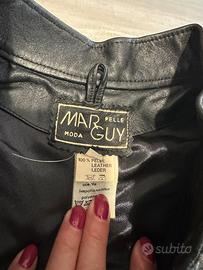 MAR PELLE
MODA GUY
100% PELLE
LEATHER
LEDER
subito